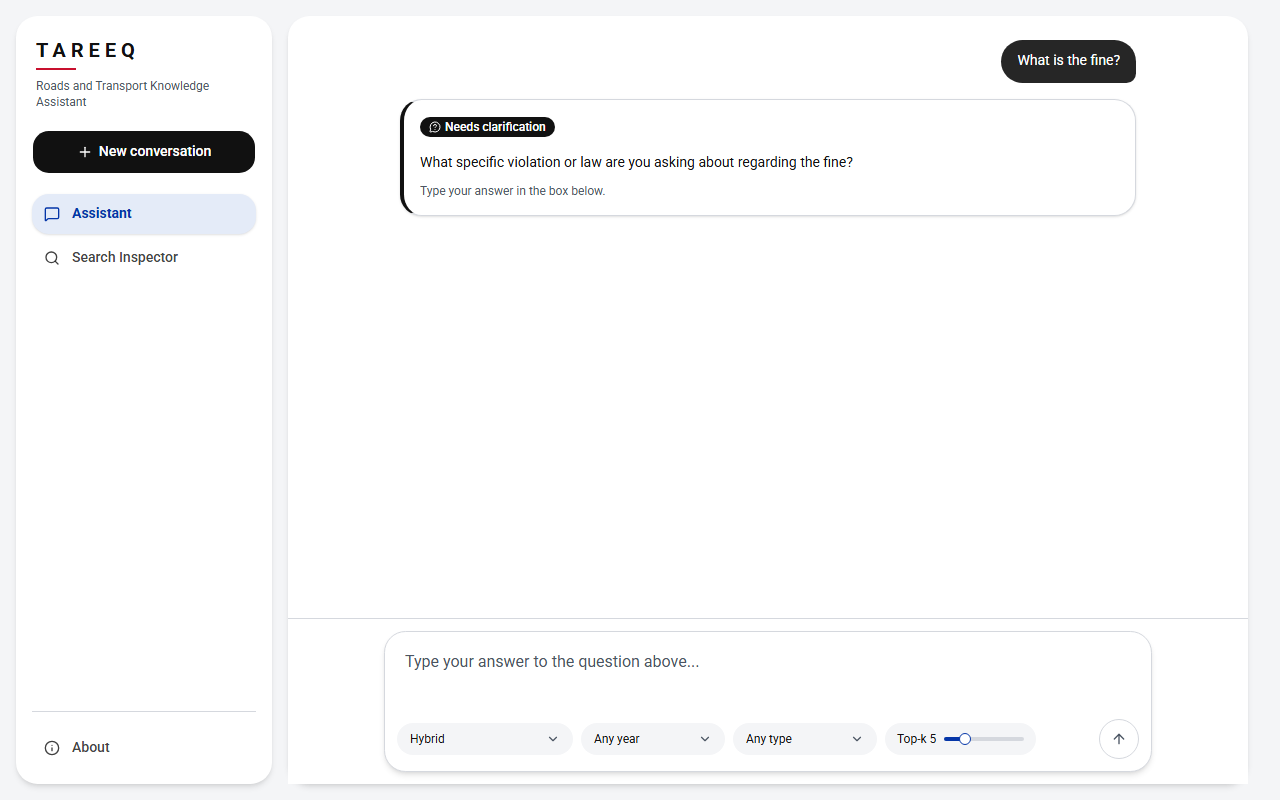 TAREEQ
Roads and Transport Knowledge
Assistant
New conversation
Assistant
Search Inspector
About
What is the fine?
Needs clarification
What specific violation or law are you asking about regarding the fine?
Type your answer in the box below.
Type your answer to the question above...
Hybrid
Any year
Any type
Top-k 5